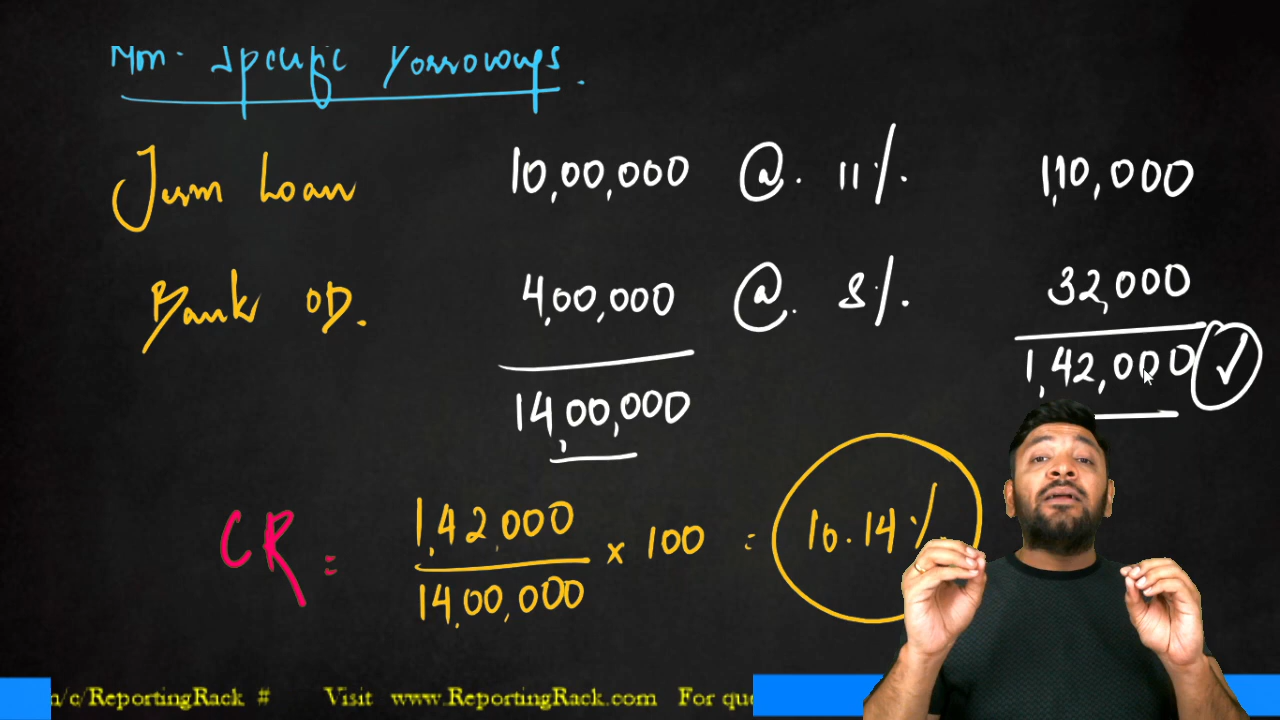 Non-Specific Borrowings.
Term Loan 10,00,000 @. 11%. 1,10,000
Bank OD. 4,00,000 @. 8%. 32,000
14,00,000 1,42,000 ✓
CR = 1,42,000 / 14,00,000 × 100 = 10.14%
n/c/ReportingRack # Visit www.ReportingRack.com For que